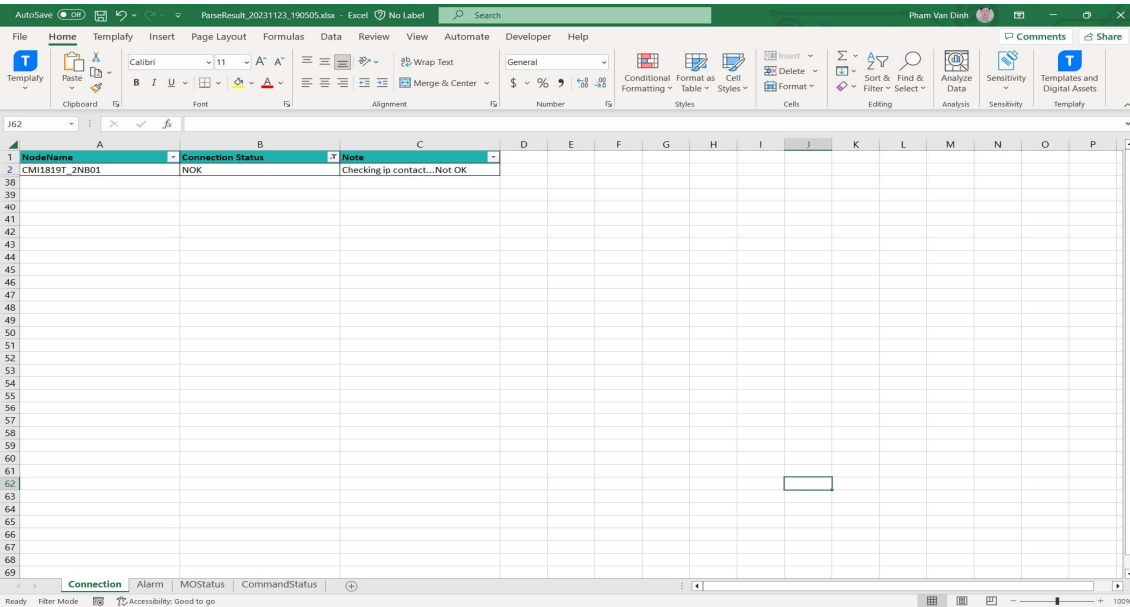 AutoSave Off ParseResult_20231123_190505.xlsx - Excel No Label Search Pham Van Dinh
File Home Templafy Insert Page Layout Formulas Data Review View Automate Developer Help Comments Share
Templafy Paste Calibri 11 A^ A˅ Wrap Text General Conditional Formatting Format as Table Cell Styles Insert Delete Format Sort & Filter Find & Select Analyze Data Sensitivity Templates and Digital Assets
B I U A Merge & Center $ % 9
Clipboard Font Alignment Number Styles Cells Editing Analysis Sensitivity Templafy
J62 fx
A B C D E F G H I J K L M N O P
1 NodeName Connection Status Note
2 CMI1819T_2NB01 NOK Checking ip contact...Not OK
38
39
40
41
42
43
44
45
46
47
48
49
50
51
52
53
54
55
56
57
58
59
60
61
62
63
64
65
66
67
68
69
Connection Alarm MOStatus CommandStatus
Ready Filter Mode Accessibility: Good to go 100%